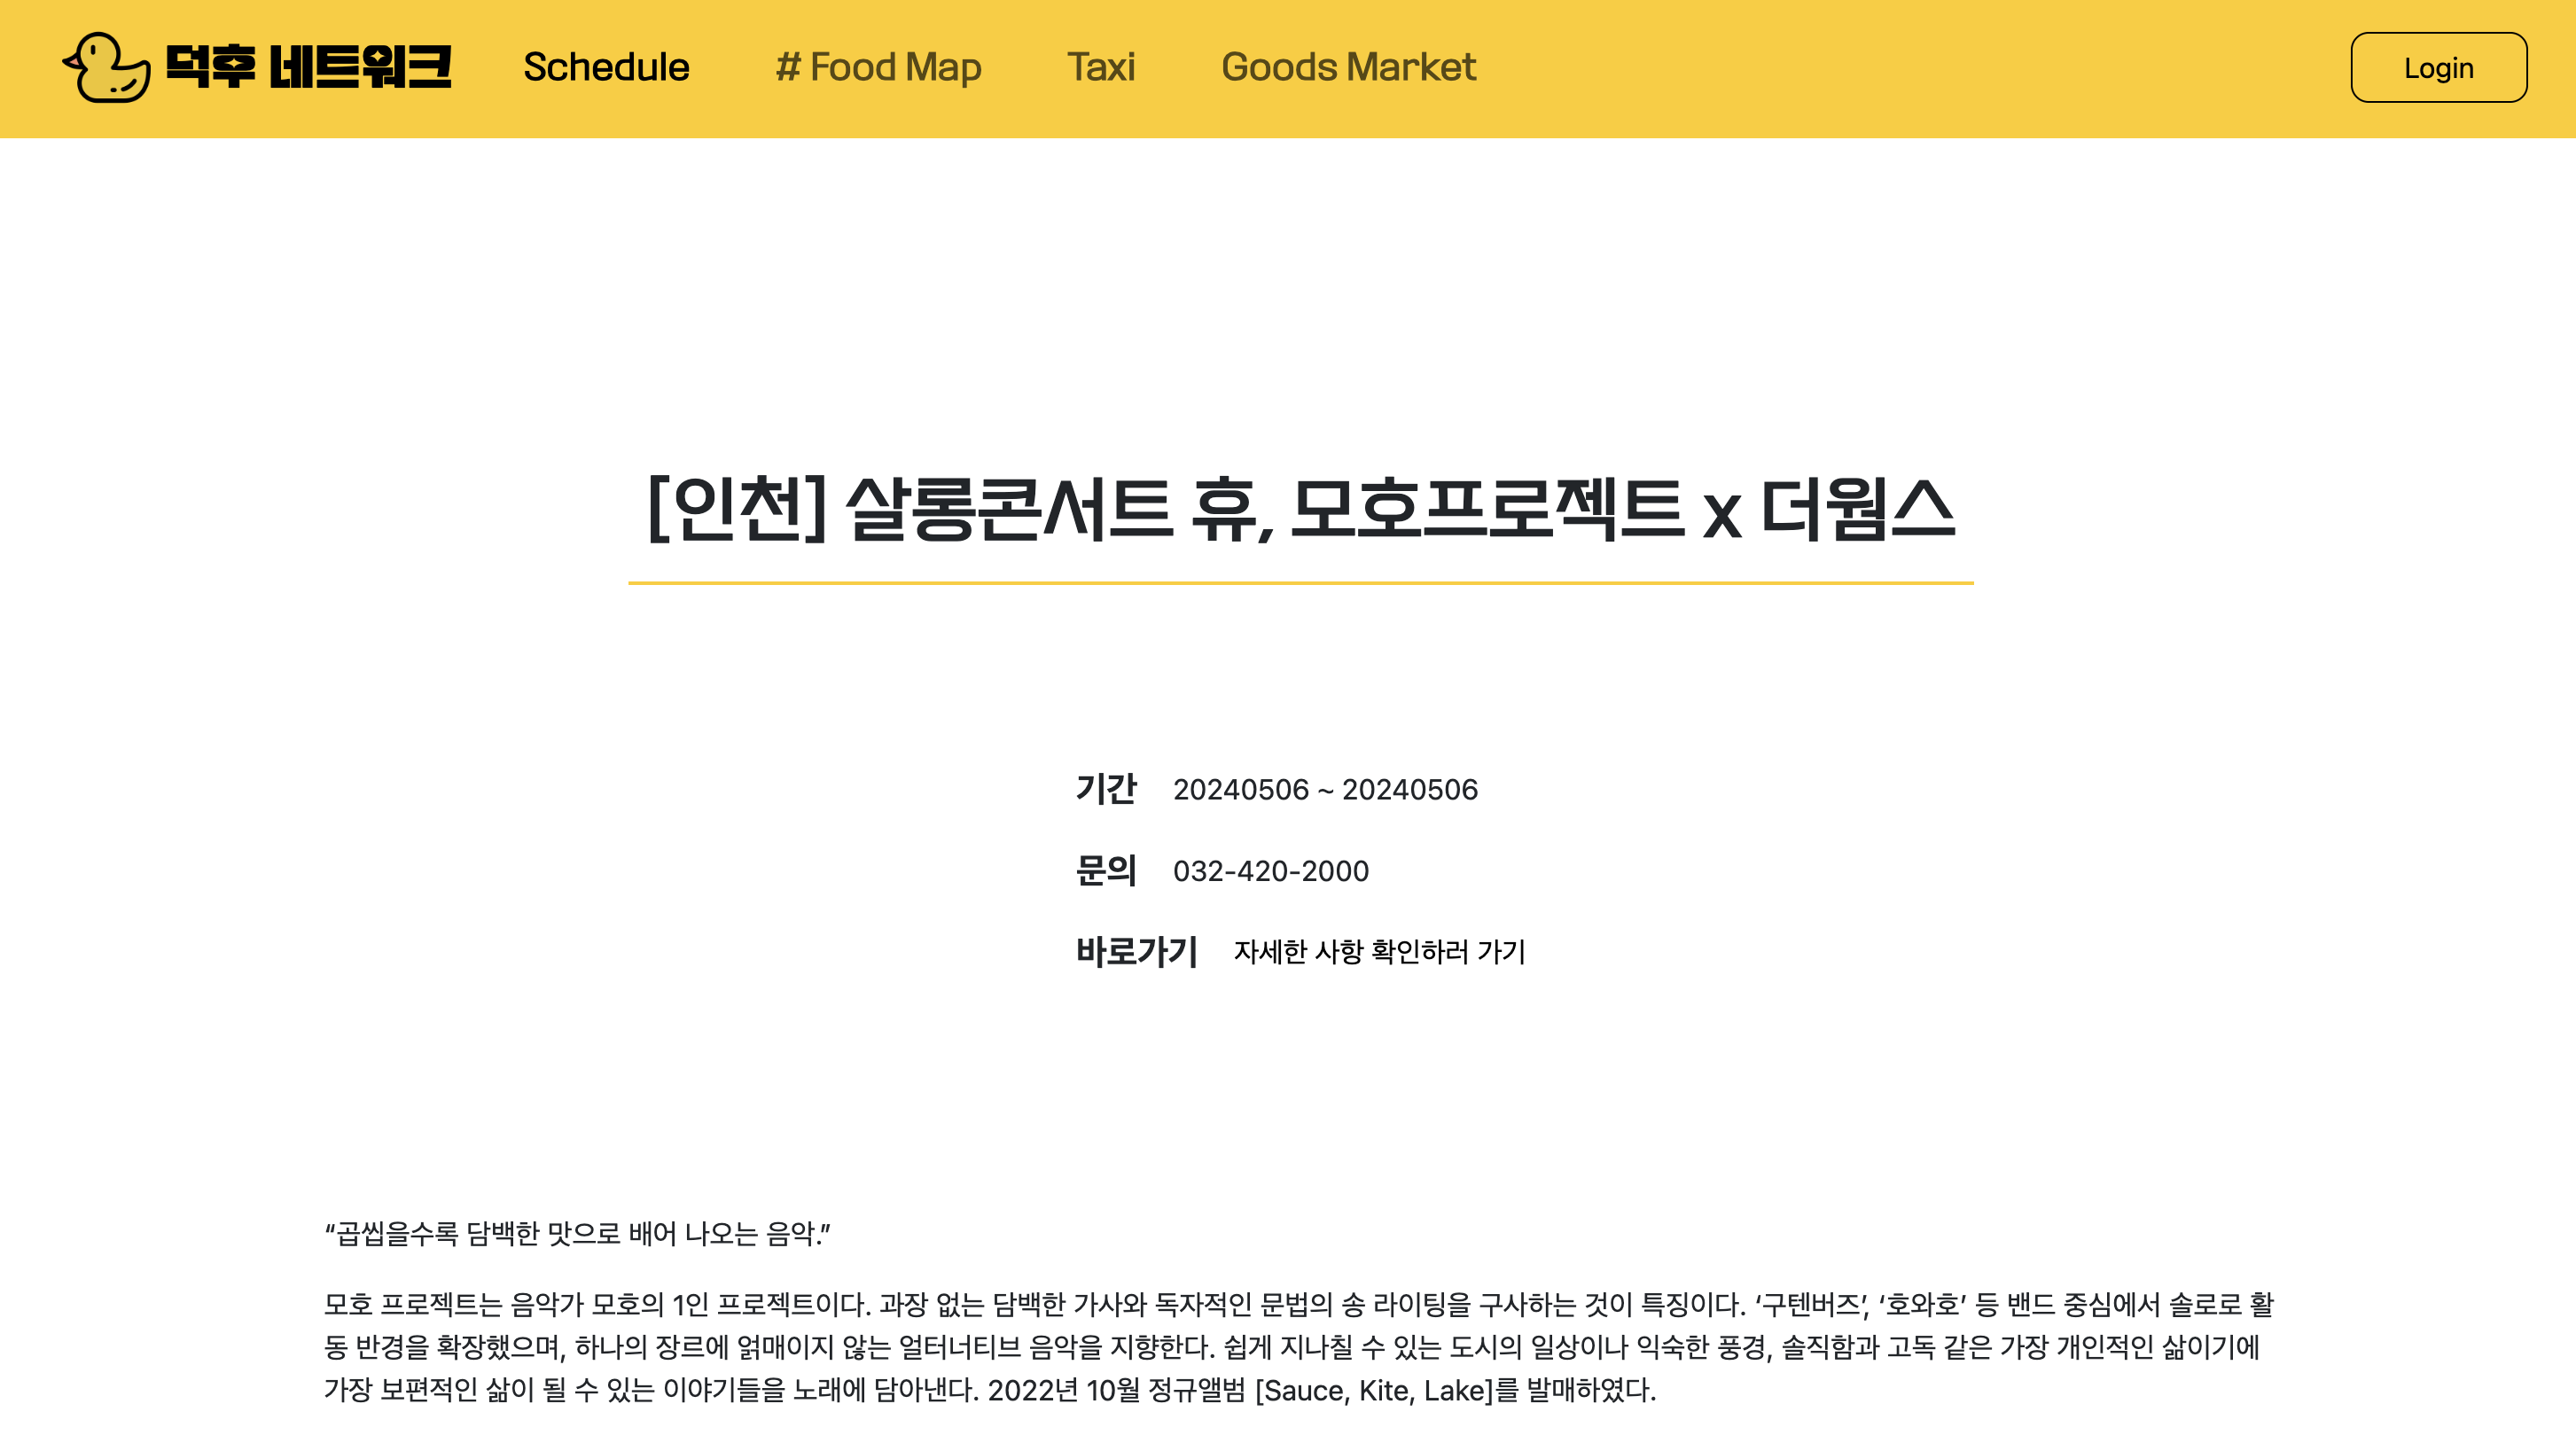 덕후 네트워크
Schedule
# Food Map
Taxi
Goods Market
Login
[인천] 살롱콘서트 휴, 모호프로젝트 x 더웜스
기간 20240506 ~ 20240506
문의 032-420-2000
바로가기 자세한 사항 확인하러 가기
“곱씹을수록 담백한 맛으로 배어 나오는 음악.”
모호 프로젝트는 음악가 모호의 1인 프로젝트이다. 과장 없는 담백한 가사와 독자적인 문법의 송 라이팅을 구사하는 것이 특징이다. ‘구텐버즈’, ‘호와호’ 등 밴드 중심에서 솔로로 활
동 반경을 확장했으며, 하나의 장르에 얽매이지 않는 얼터너티브 음악을 지향한다. 쉽게 지나칠 수 있는 도시의 일상이나 익숙한 풍경, 솔직함과 고독 같은 가장 개인적인 삶이기에
가장 보편적인 삶이 될 수 있는 이야기들을 노래에 담아낸다. 2022년 10월 정규앨범 [Sauce, Kite, Lake]를 발매하였다.